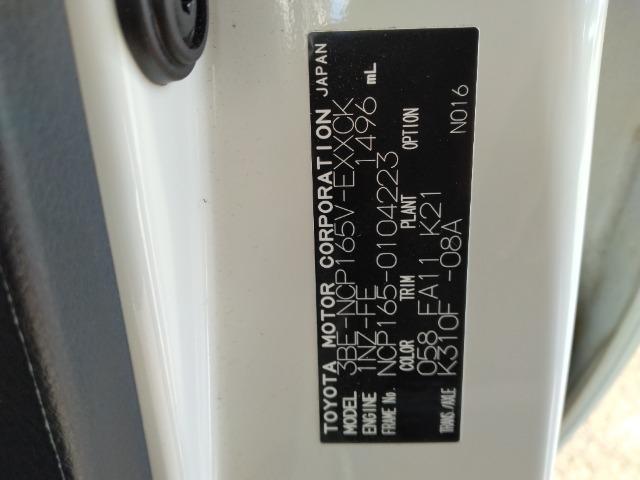 TOYOTA MOTOR CORPORATION JAPAN
MODEL 3BE-NCP165V-EXXCK
ENGINE 1NZ-FE 1496 mL
FRAME No. NCP165-0104223
COLOR TRIM PLANT OPTION
058 FA11 K21
TRANS/AXLE K310F -08A N016